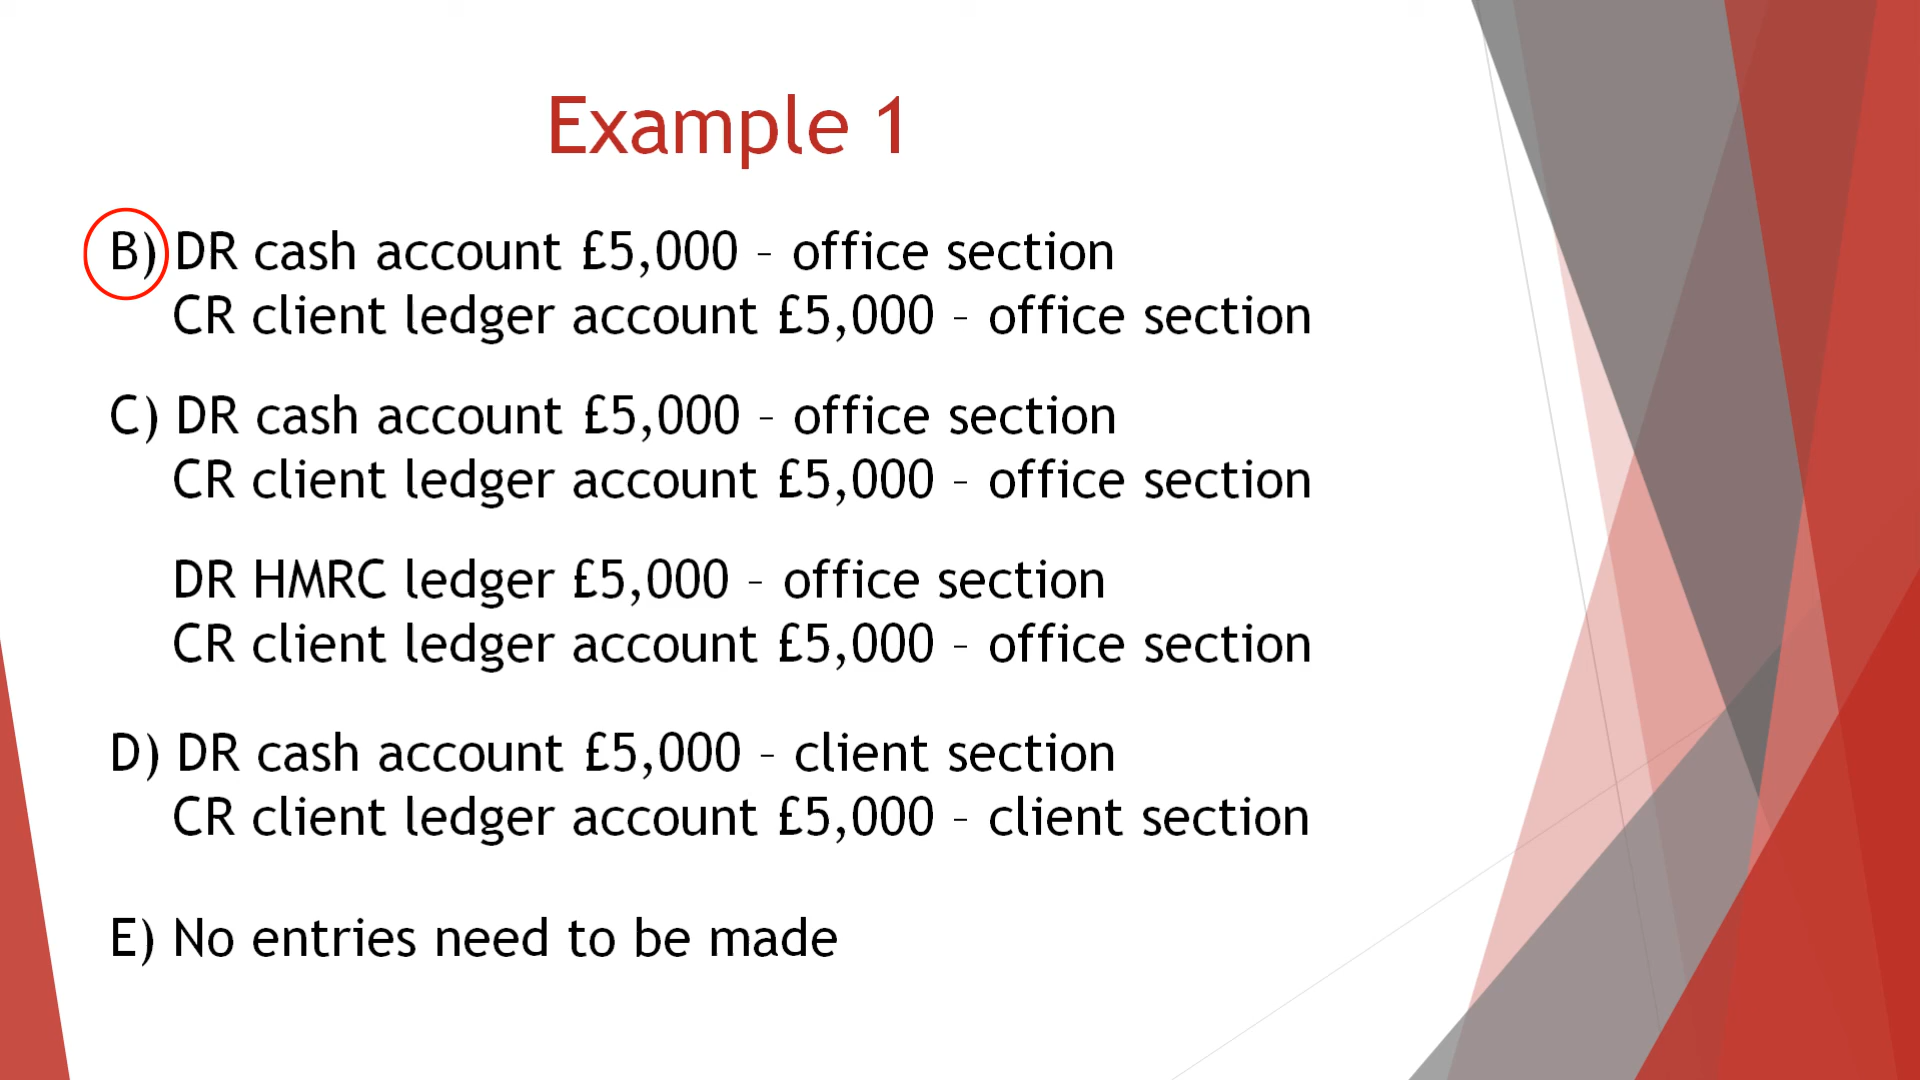 Example 1
B) DR cash account £5,000 – office section
CR client ledger account £5,000 – office section
C) DR cash account £5,000 – office section
CR client ledger account £5,000 – office section
DR HMRC ledger £5,000 – office section
CR client ledger account £5,000 – office section
D) DR cash account £5,000 – client section
CR client ledger account £5,000 – client section
E) No entries need to be made